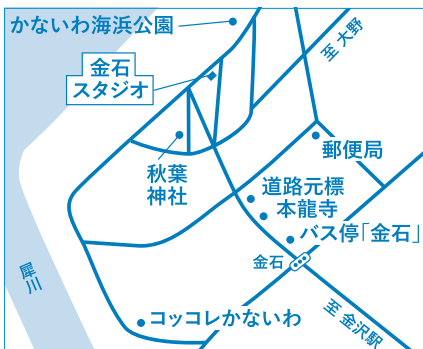 かないわ海浜公園
金石
スタジオ
至 大野
秋葉
神社
郵便局
道路元標
本龍寺
バス停「金石」
金石
犀川
コッコレかないわ
至 金沢駅